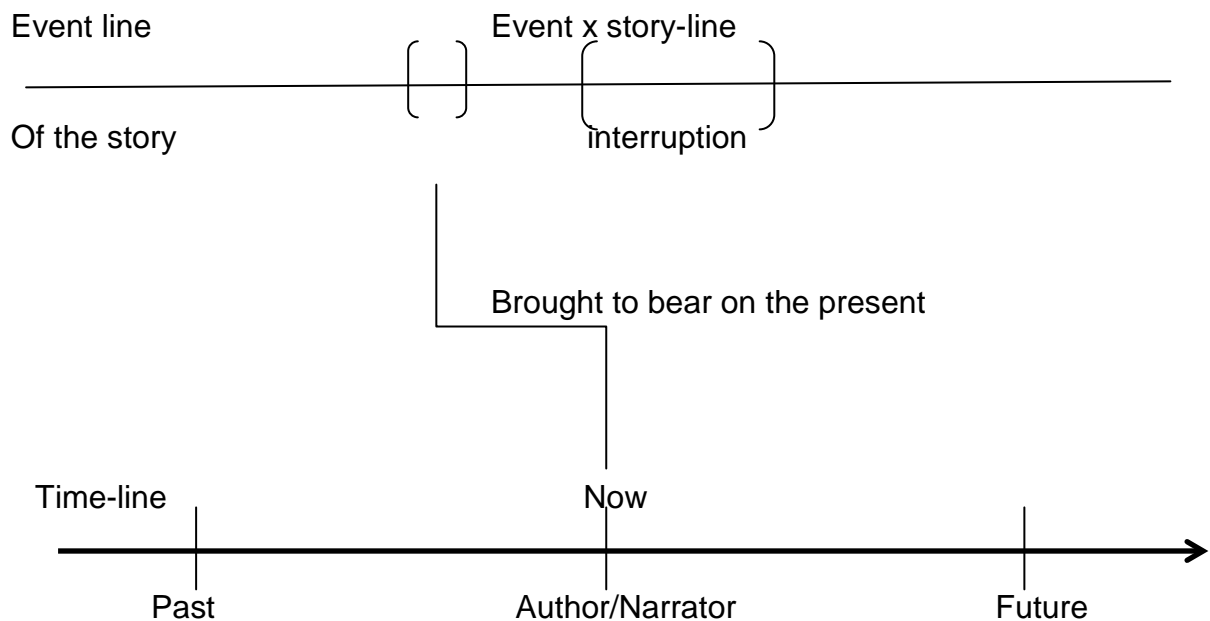 Event line
Event x story-line
Of the story
interruption
Brought to bear on the present
Time-line
Now
Past
Author/Narrator
Future